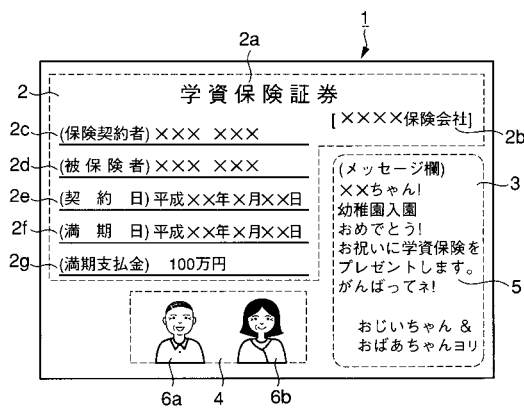 1
2a
2
学資保険証券
[××××保険会社]
2b
2c
(保険契約者)××× ×××
2d
(被保険者)××× ×××
2e
(契約日)平成××年×月××日
2f
(満期日)平成××年×月××日
2g
(満期支払金) 100万円
3
(メッセージ欄)
××ちゃん!
幼稚園入園
おめでとう!
お祝いに学資保険を
プレゼントします。
がんばってネ!
5
おじいちゃん &
おばあちゃんヨリ
6a
4
6b